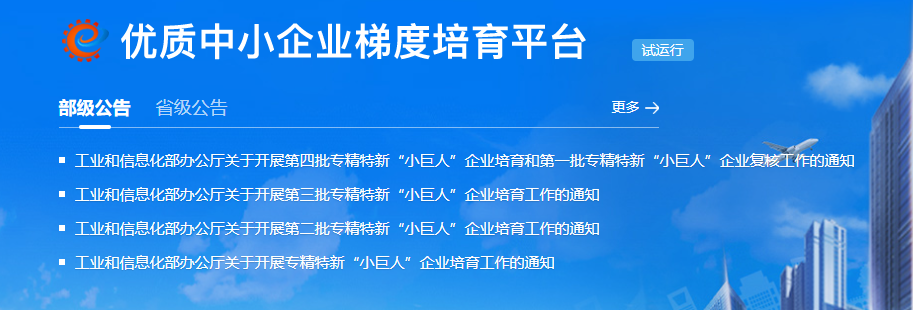 优质中小企业梯度培育平台 试运行
部级公告 省级公告 更多
工业和信息化部办公厅关于开展第四批专精特新“小巨人”企业培育和第一批专精特新“小巨人”企业复核工作的通知
工业和信息化部办公厅关于开展第三批专精特新“小巨人”企业培育工作的通知
工业和信息化部办公厅关于开展第二批专精特新“小巨人”企业培育工作的通知
工业和信息化部办公厅关于开展专精特新“小巨人”企业培育工作的通知